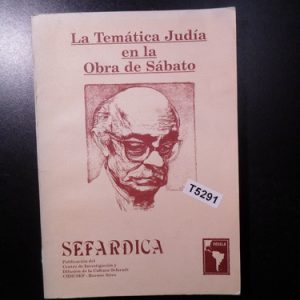 La Temática Judía
en la
Obra de Sábato
T5291
SEFARDICA
Publicación del
Centro de Investigación y
Difusión de la Cultura Sefaradí
CIDICSEF - Buenos Aires